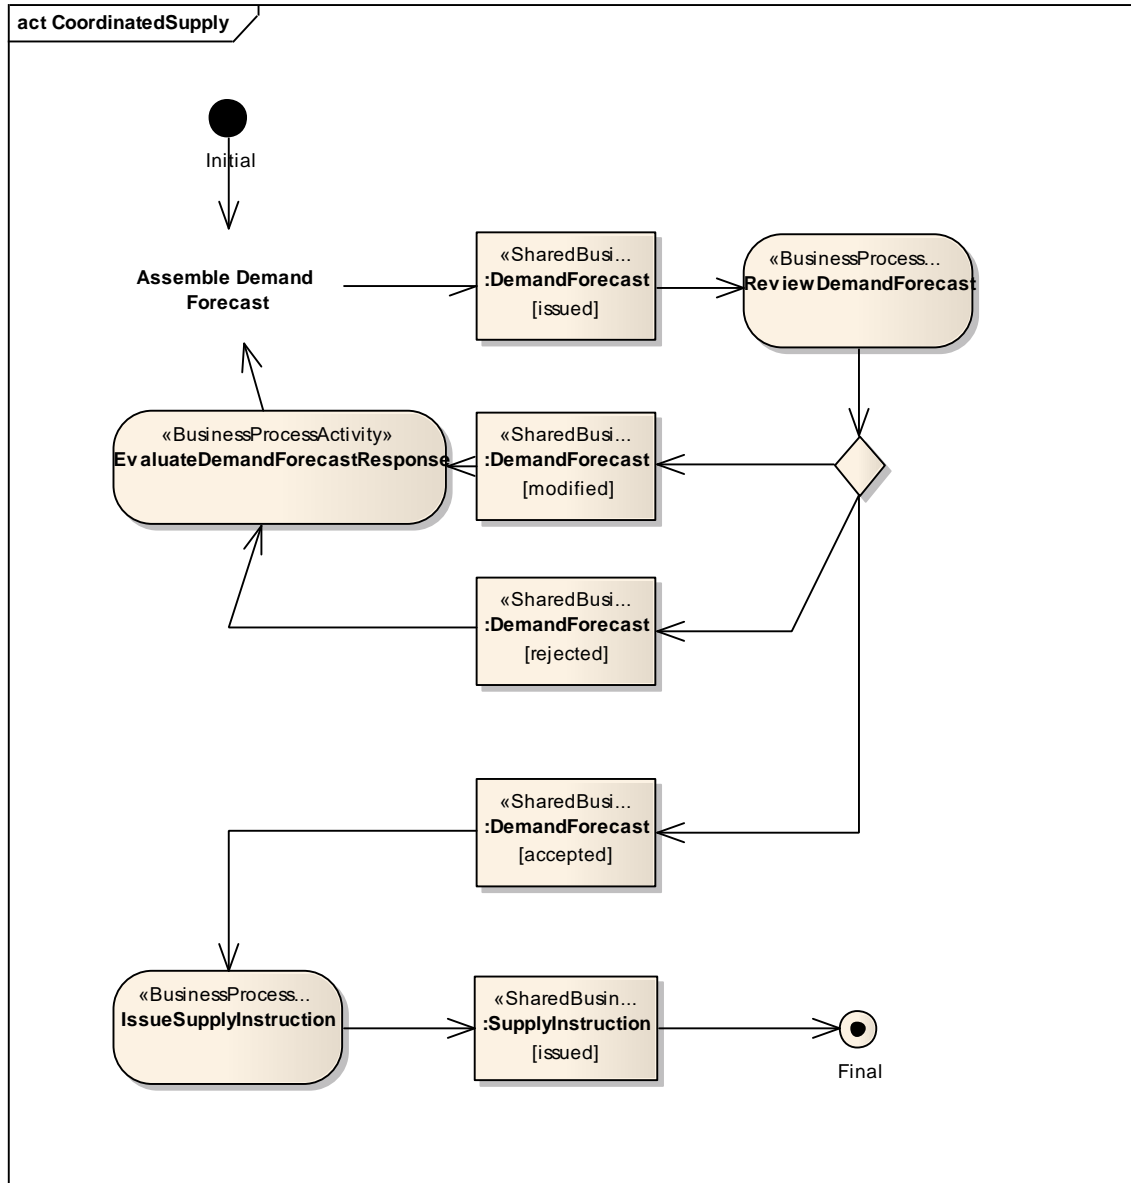 act CoordinatedSupply
Initial
Assemble Demand
Forecast
«SharedBusi...
:DemandForecast
[issued]
«BusinessProcess...
ReviewDemandForecast
«BusinessProcessActivity»
EvaluateDemandForecastResponse
«SharedBusi...
:DemandForecast
[modified]
«SharedBusi...
:DemandForecast
[rejected]
«SharedBusi...
:DemandForecast
[accepted]
«BusinessProcess...
IssueSupplyInstruction
«SharedBusin...
:SupplyInstruction
[issued]
Final